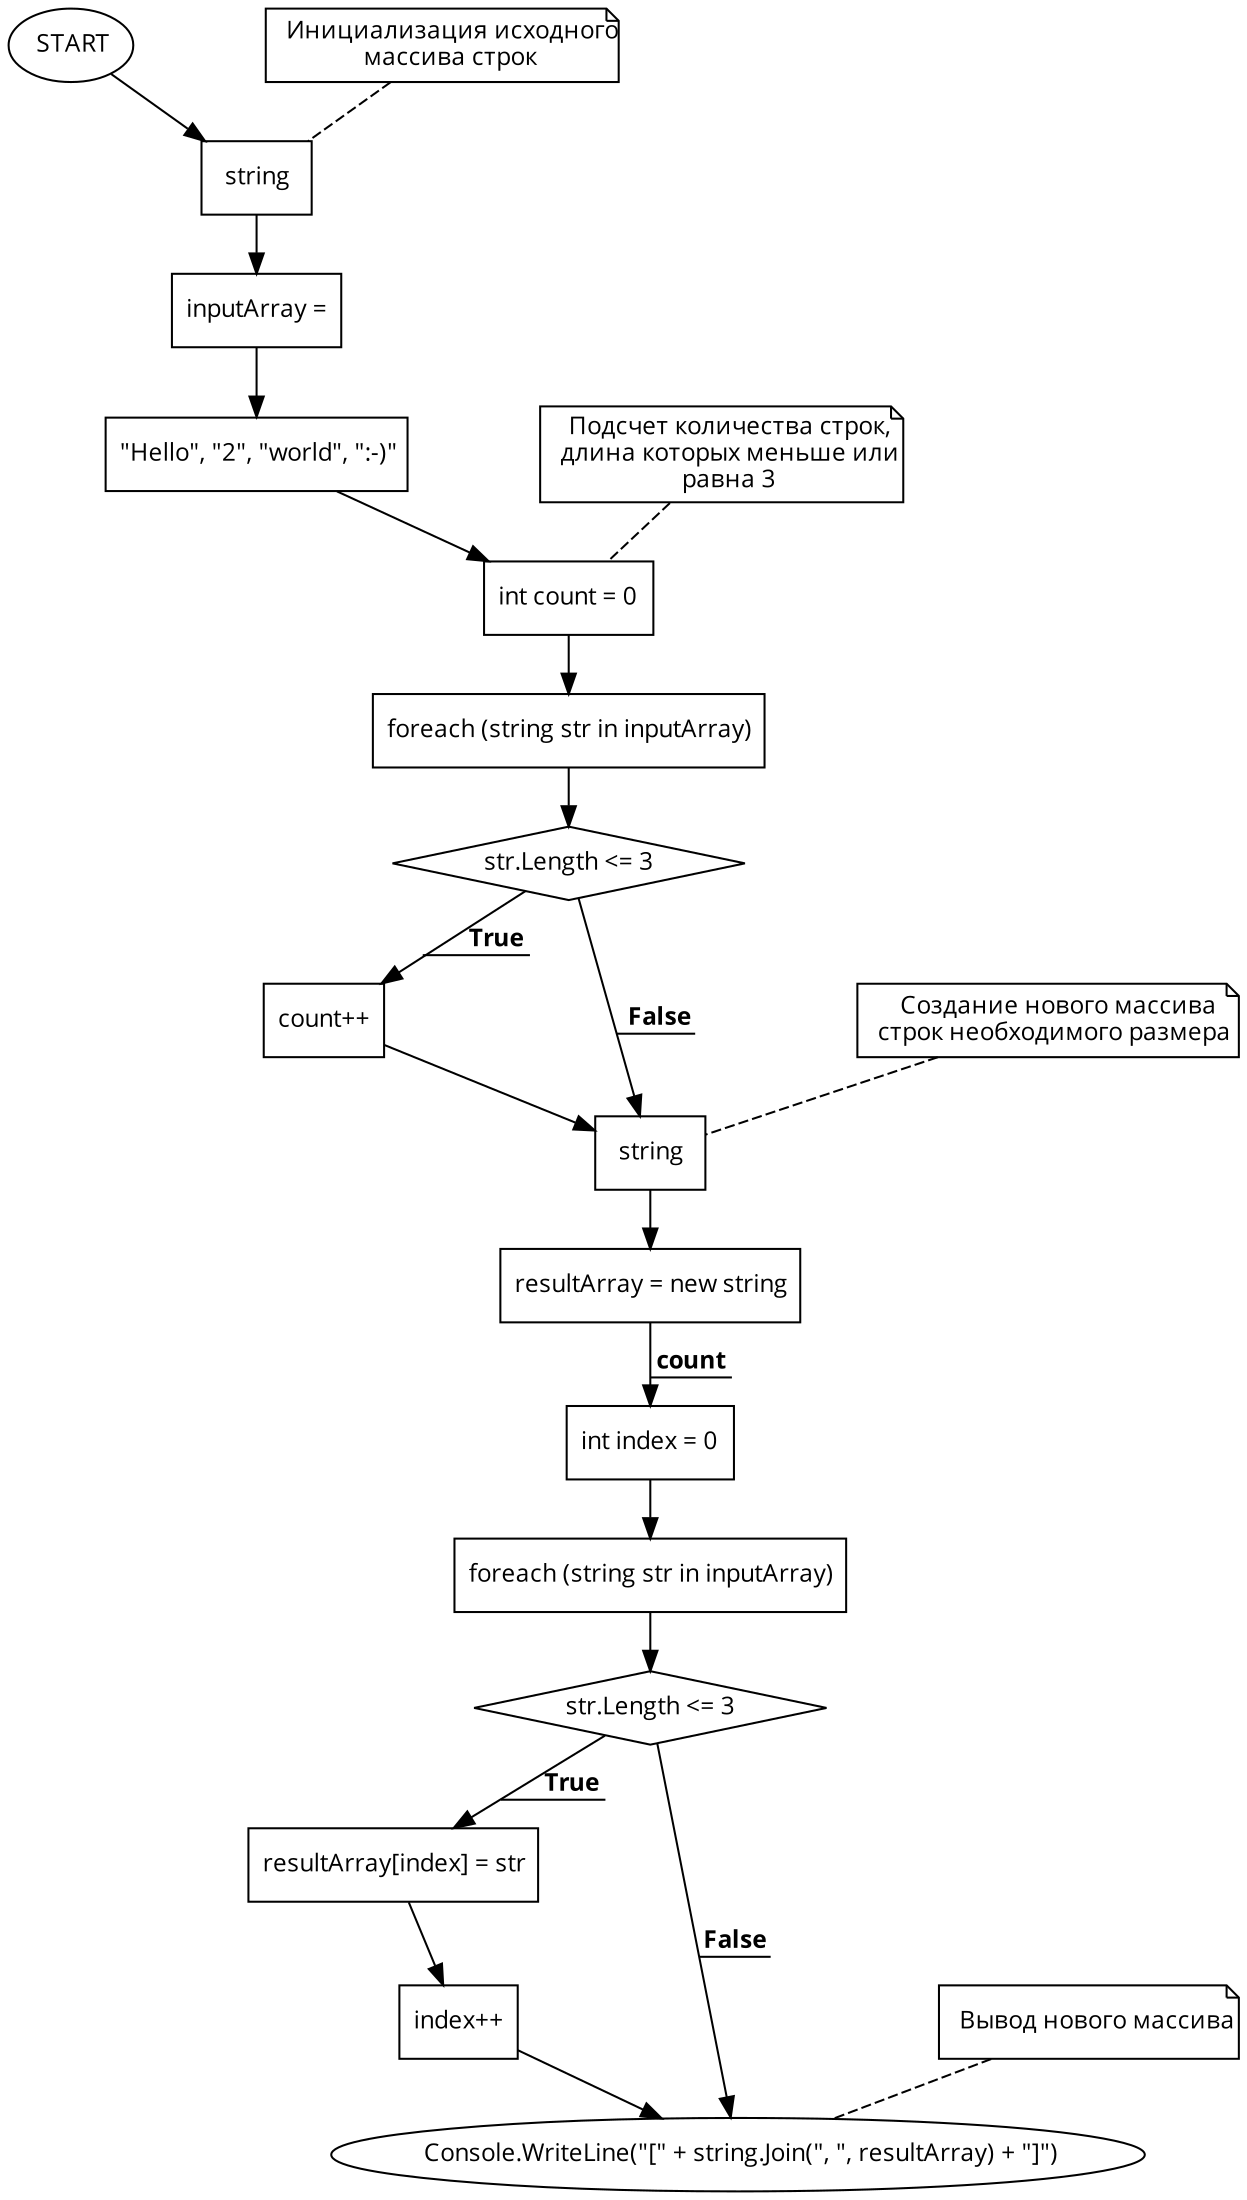 START
Инициализация исходного
массива строк
string
inputArray =
"Hello", "2", "world", ":-)"
Подсчет количества строк,
длина которых меньше или
равна 3
int count = 0
foreach (string str in inputArray)
str.Length <= 3
True
False
count++
Создание нового массива
строк необходимого размера
string
resultArray = new string
count
int index = 0
foreach (string str in inputArray)
str.Length <= 3
True
resultArray[index] = str
False
index++
Вывод нового массива
Console.WriteLine("[" + string.Join(", ", resultArray) + "]")